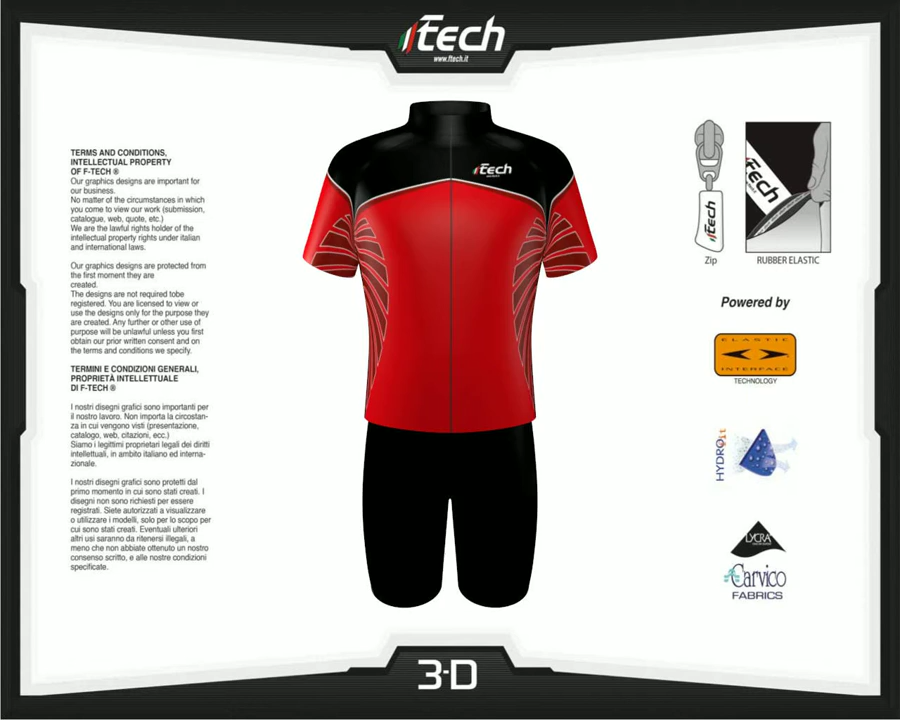 Ftech
www.ftech.it
TERMS AND CONDITIONS,
INTELLECTUAL PROPERTY
OF F-TECH ®
Our graphics designs are important for
our business.
No matter of the circumstances in which
you come to view our work (submission,
catalogue, web, quote, etc.)
We are the lawful rights holder of the
intellectual property rights under italian
and international laws.
Our graphics designs are protected from
the first moment they are
created.
The designs are not required tobe
registered. You are licensed to view or
use the designs only for the purpose they
are created. Any further or other use of
purpose will be unlawful unless you first
obtain our prior written consent and on
the terms and conditions we specify.
TERMINI E CONDIZIONI GENERALI,
PROPRIETÀ INTELLETTUALE
DI F-TECH ®
I nostri disegni grafici sono importanti per
il nostro lavoro. Non importa la circostan-
za in cui vengono visti (presentazione,
catalogo, web, citazioni, ecc.)
Siamo i legittimi proprietari legali dei diritti
intellettuali, in ambito italiano ed interna-
zionale.
I nostri disegni grafici sono protetti dal
primo momento in cui sono stati creati. I
disegni non sono richiesti per essere
registrati. Siete autorizzati a visualizzare
o utilizzare i modelli, solo per lo scopo per
cui sono stati creati. Eventuali ulteriori
altri usi saranno da ritenersi illegali, a
meno che non abbiate ottenuto un nostro
consenso scritto, e alle nostre condizioni
specificate.
Ftech
Ftech
Ftech
Zip
RUBBER ELASTIC
Powered by
ELASTIC
INTERFACE
TECHNOLOGY
HYDROfit
LYCRA
Carvico
FABRICS
3-D